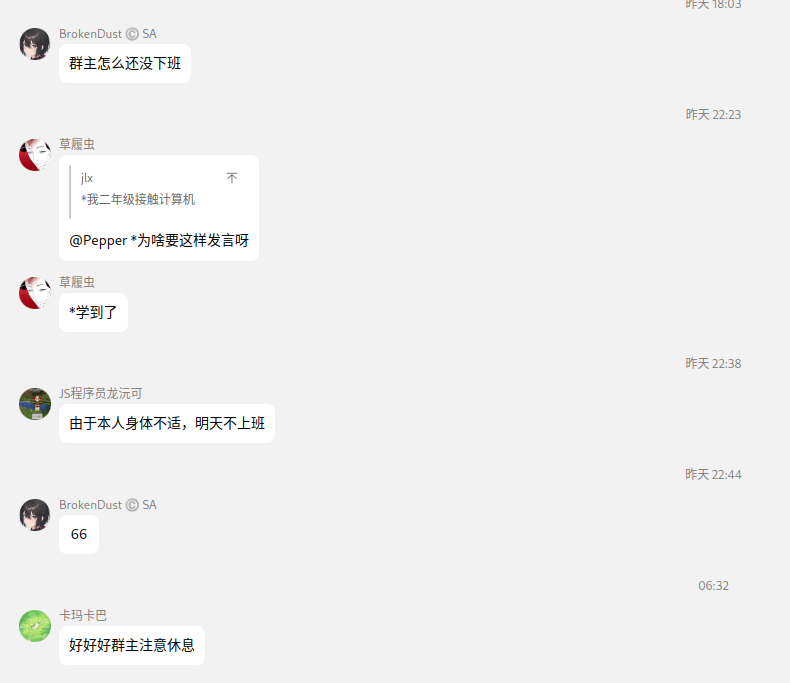 昨天 18:03
BrokenDust © SA
群主怎么还没下班
昨天 22:23
草履虫
jlx
*我二年级接触计算机
@Pepper *为啥要这样发言呀
草履虫
*学到了
昨天 22:38
JS程序员龙沅可
由于本人身体不适，明天不上班
昨天 22:44
BrokenDust © SA
66
06:32
卡玛卡巴
好好好群主注意休息